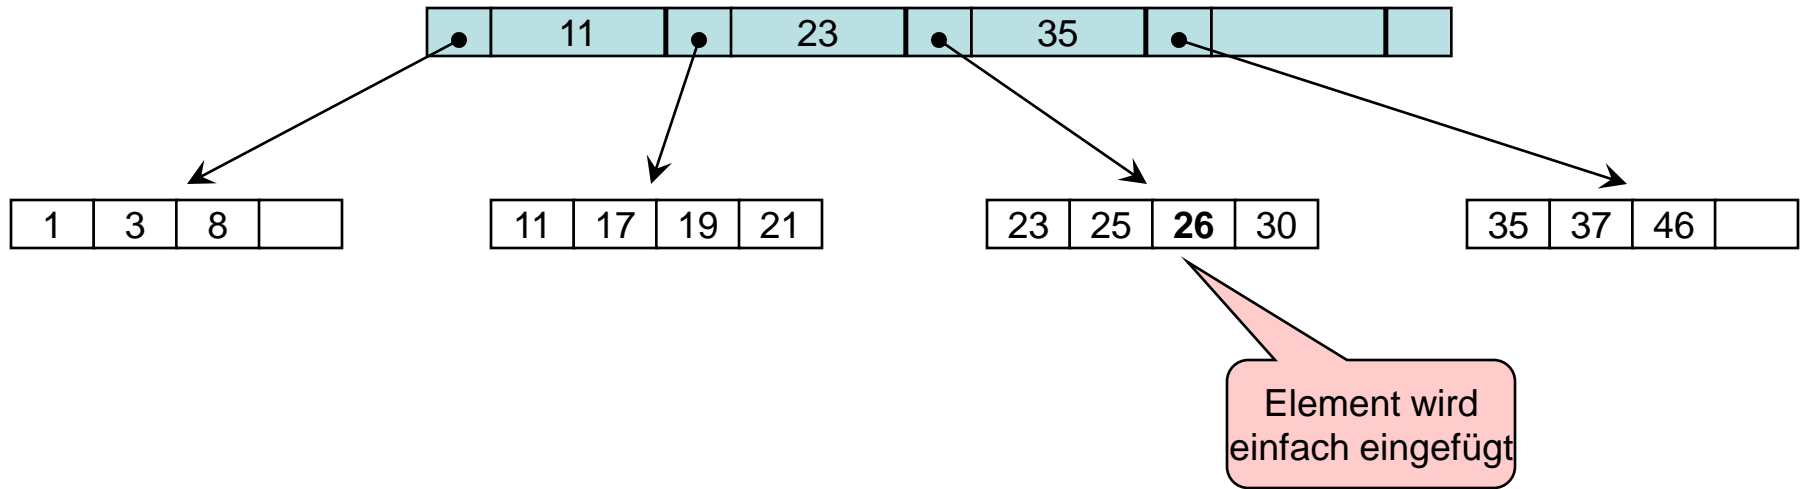 11 23 35
1 3 8 11 17 19 21 23 25 26 30 35 37 46
Element wird
einfach eingefügt